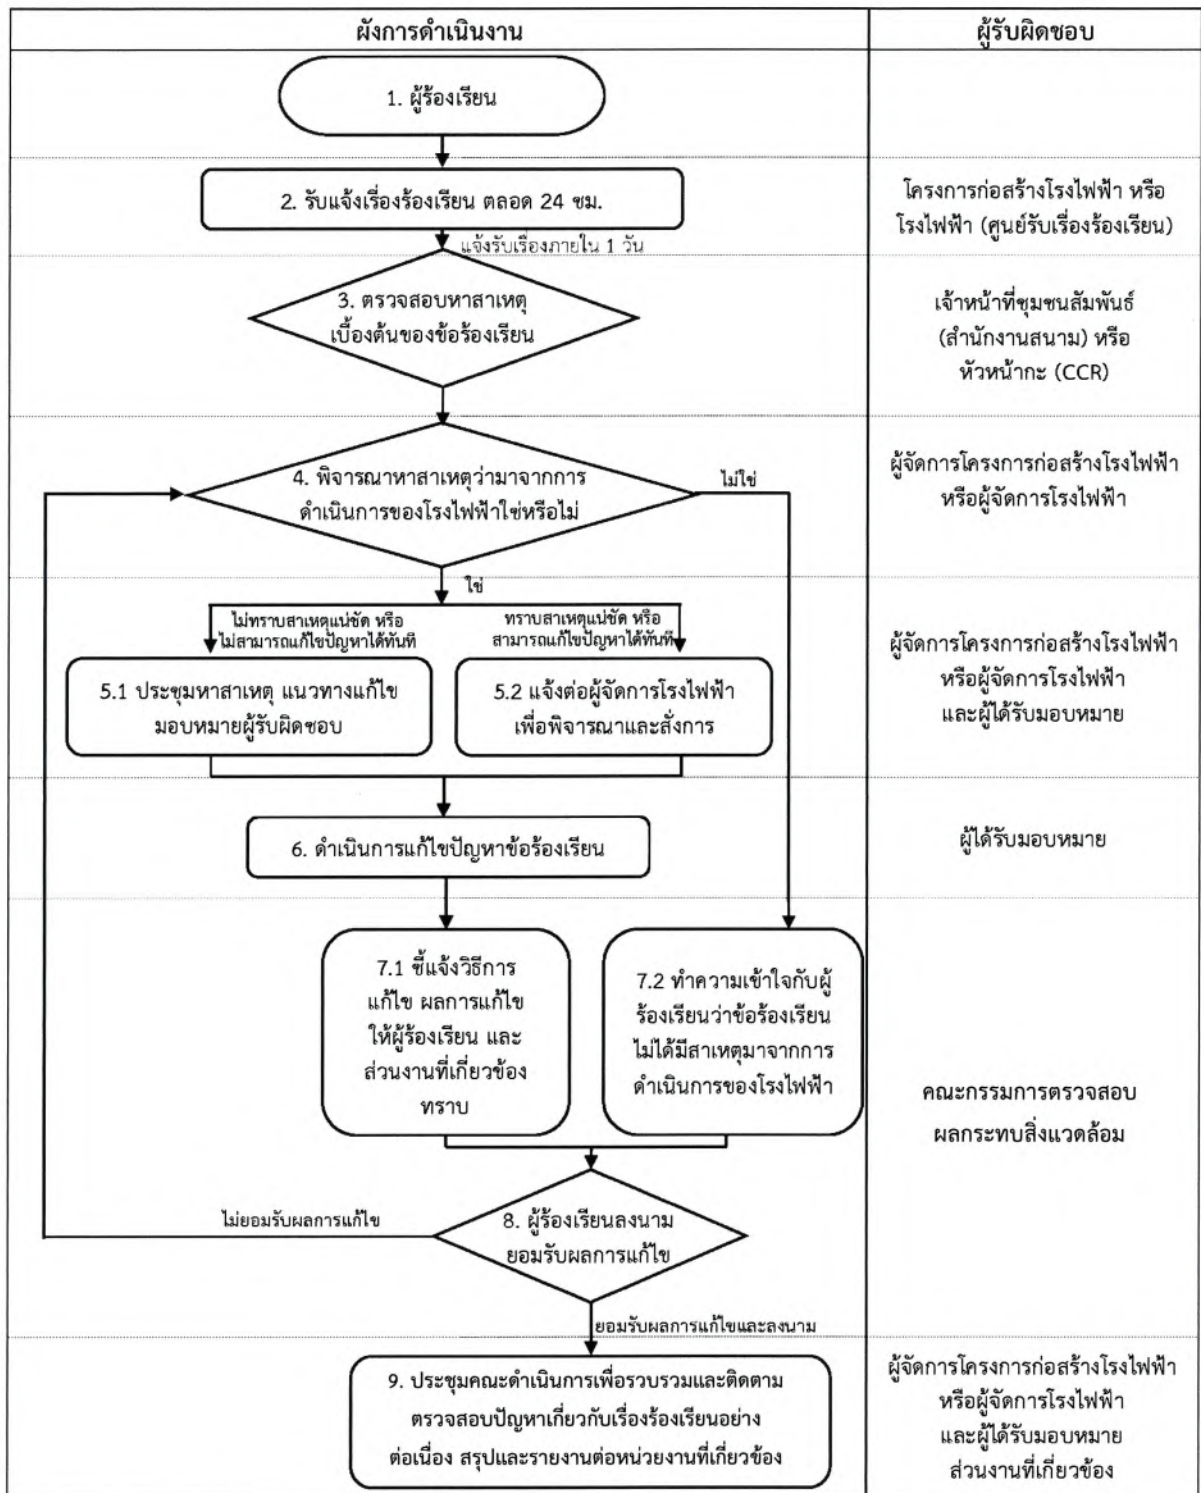 ผังการดำเนินงาน
ผู้รับผิดชอบ
1. ผู้ร้องเรียน
2. รับแจ้งเรื่องร้องเรียน ตลอด 24 ชม.
โครงการก่อสร้างโรงไฟฟ้า หรือ
โรงไฟฟ้า (ศูนย์รับเรื่องร้องเรียน)
แจ้งรับเรื่องภายใน 1 วัน
3. ตรวจสอบหาสาเหตุ
เบื้องต้นของข้อร้องเรียน
เจ้าหน้าที่ชุมชนสัมพันธ์
(สำนักงานสนาม) หรือ
หัวหน้ากะ (CCR)
4. พิจารณาหาสาเหตุว่ามาจากการ
ดำเนินการของโรงไฟฟ้าใช่หรือไม่
ไม่ใช่
ผู้จัดการโครงการก่อสร้างโรงไฟฟ้า
หรือผู้จัดการโรงไฟฟ้า
ใช่
ไม่ทราบสาเหตุแน่ชัด หรือ
ไม่สามารถแก้ไขปัญหาได้ทันที
ทราบสาเหตุแน่ชัด หรือ
สามารถแก้ไขปัญหาได้ทันที
5.1 ประชุมหาสาเหตุ แนวทางแก้ไข
มอบหมายผู้รับผิดชอบ
5.2 แจ้งต่อผู้จัดการโรงไฟฟ้า
เพื่อพิจารณาและสั่งการ
ผู้จัดการโครงการก่อสร้างโรงไฟฟ้า
หรือผู้จัดการโรงไฟฟ้า
และผู้ได้รับมอบหมาย
6. ดำเนินการแก้ไขปัญหาข้อร้องเรียน
ผู้ได้รับมอบหมาย
7.1 ชี้แจงวิธีการ
แก้ไข ผลการแก้ไข
ให้ผู้ร้องเรียน และ
ส่วนงานที่เกี่ยวข้อง
ทราบ
7.2 ทำความเข้าใจกับผู้
ร้องเรียนว่าข้อร้องเรียน
ไม่ได้มีสาเหตุมาจากการ
ดำเนินการของโรงไฟฟ้า
คณะกรรมการตรวจสอบ
ผลกระทบสิ่งแวดล้อม
ไม่ยอมรับผลการแก้ไข
8. ผู้ร้องเรียนลงนาม
ยอมรับผลการแก้ไข
ยอมรับผลการแก้ไขและลงนาม
9. ประชุมคณะดำเนินการเพื่อรวบรวมและติดตาม
ตรวจสอบปัญหาเกี่ยวกับเรื่องร้องเรียนอย่าง
ต่อเนื่อง สรุปและรายงานต่อหน่วยงานที่เกี่ยวข้อง
ผู้จัดการโครงการก่อสร้างโรงไฟฟ้า
หรือผู้จัดการโรงไฟฟ้า
และผู้ได้รับมอบหมาย
ส่วนงานที่เกี่ยวข้อง